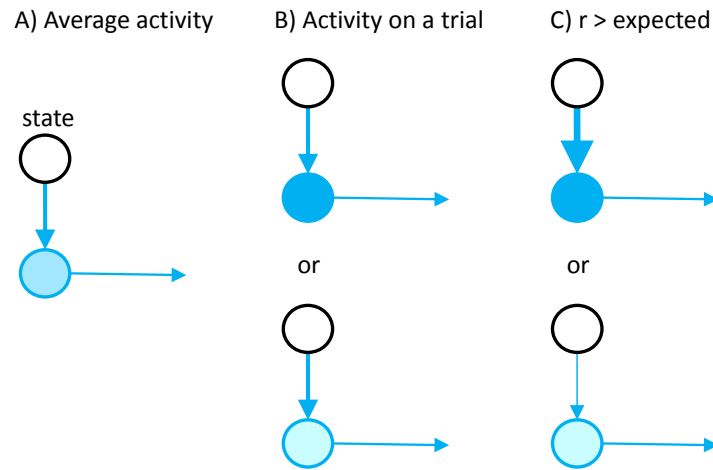 A) Average activity
B) Activity on a trial
C) r > expected
state
or
or